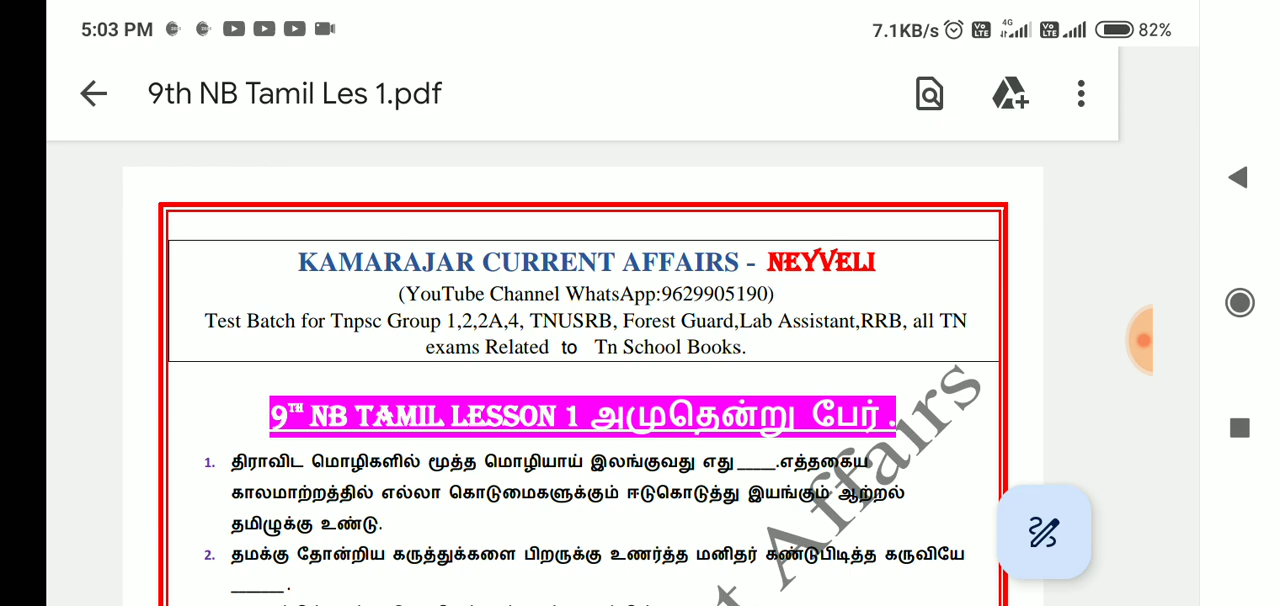 5:03 PM 7.1KB/s 4G Vo LTE Vo LTE 82%
9th NB Tamil Les 1.pdf
KAMARAJAR CURRENT AFFAIRS - NEYVELI
(YouTube Channel WhatsApp:9629905190)
Test Batch for Tnpsc Group 1,2,2A,4, TNUSRB, Forest Guard,Lab Assistant,RRB, all TN
exams Related to Tn School Books.
9TH NB TAMIL LESSON 1 அமுதென்று பேர் .
1. திராவிட மொழிகளில் மூத்த மொழியாய் இலங்குவது எது ____.எத்தகைய
காலமாற்றத்தில் எல்லா கொடுமைகளுக்கும் ஈடுகொடுத்து இயங்கும் ஆற்றல்
தமிழுக்கு உண்டு.
2. தமக்கு தோன்றிய கருத்துக்களை பிறருக்கு உணர்த்த மனிதர் கண்டுபிடித்த கருவியே
______.
Affairs